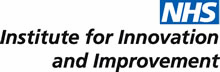 NHS
Institute for Innovation
and Improvement